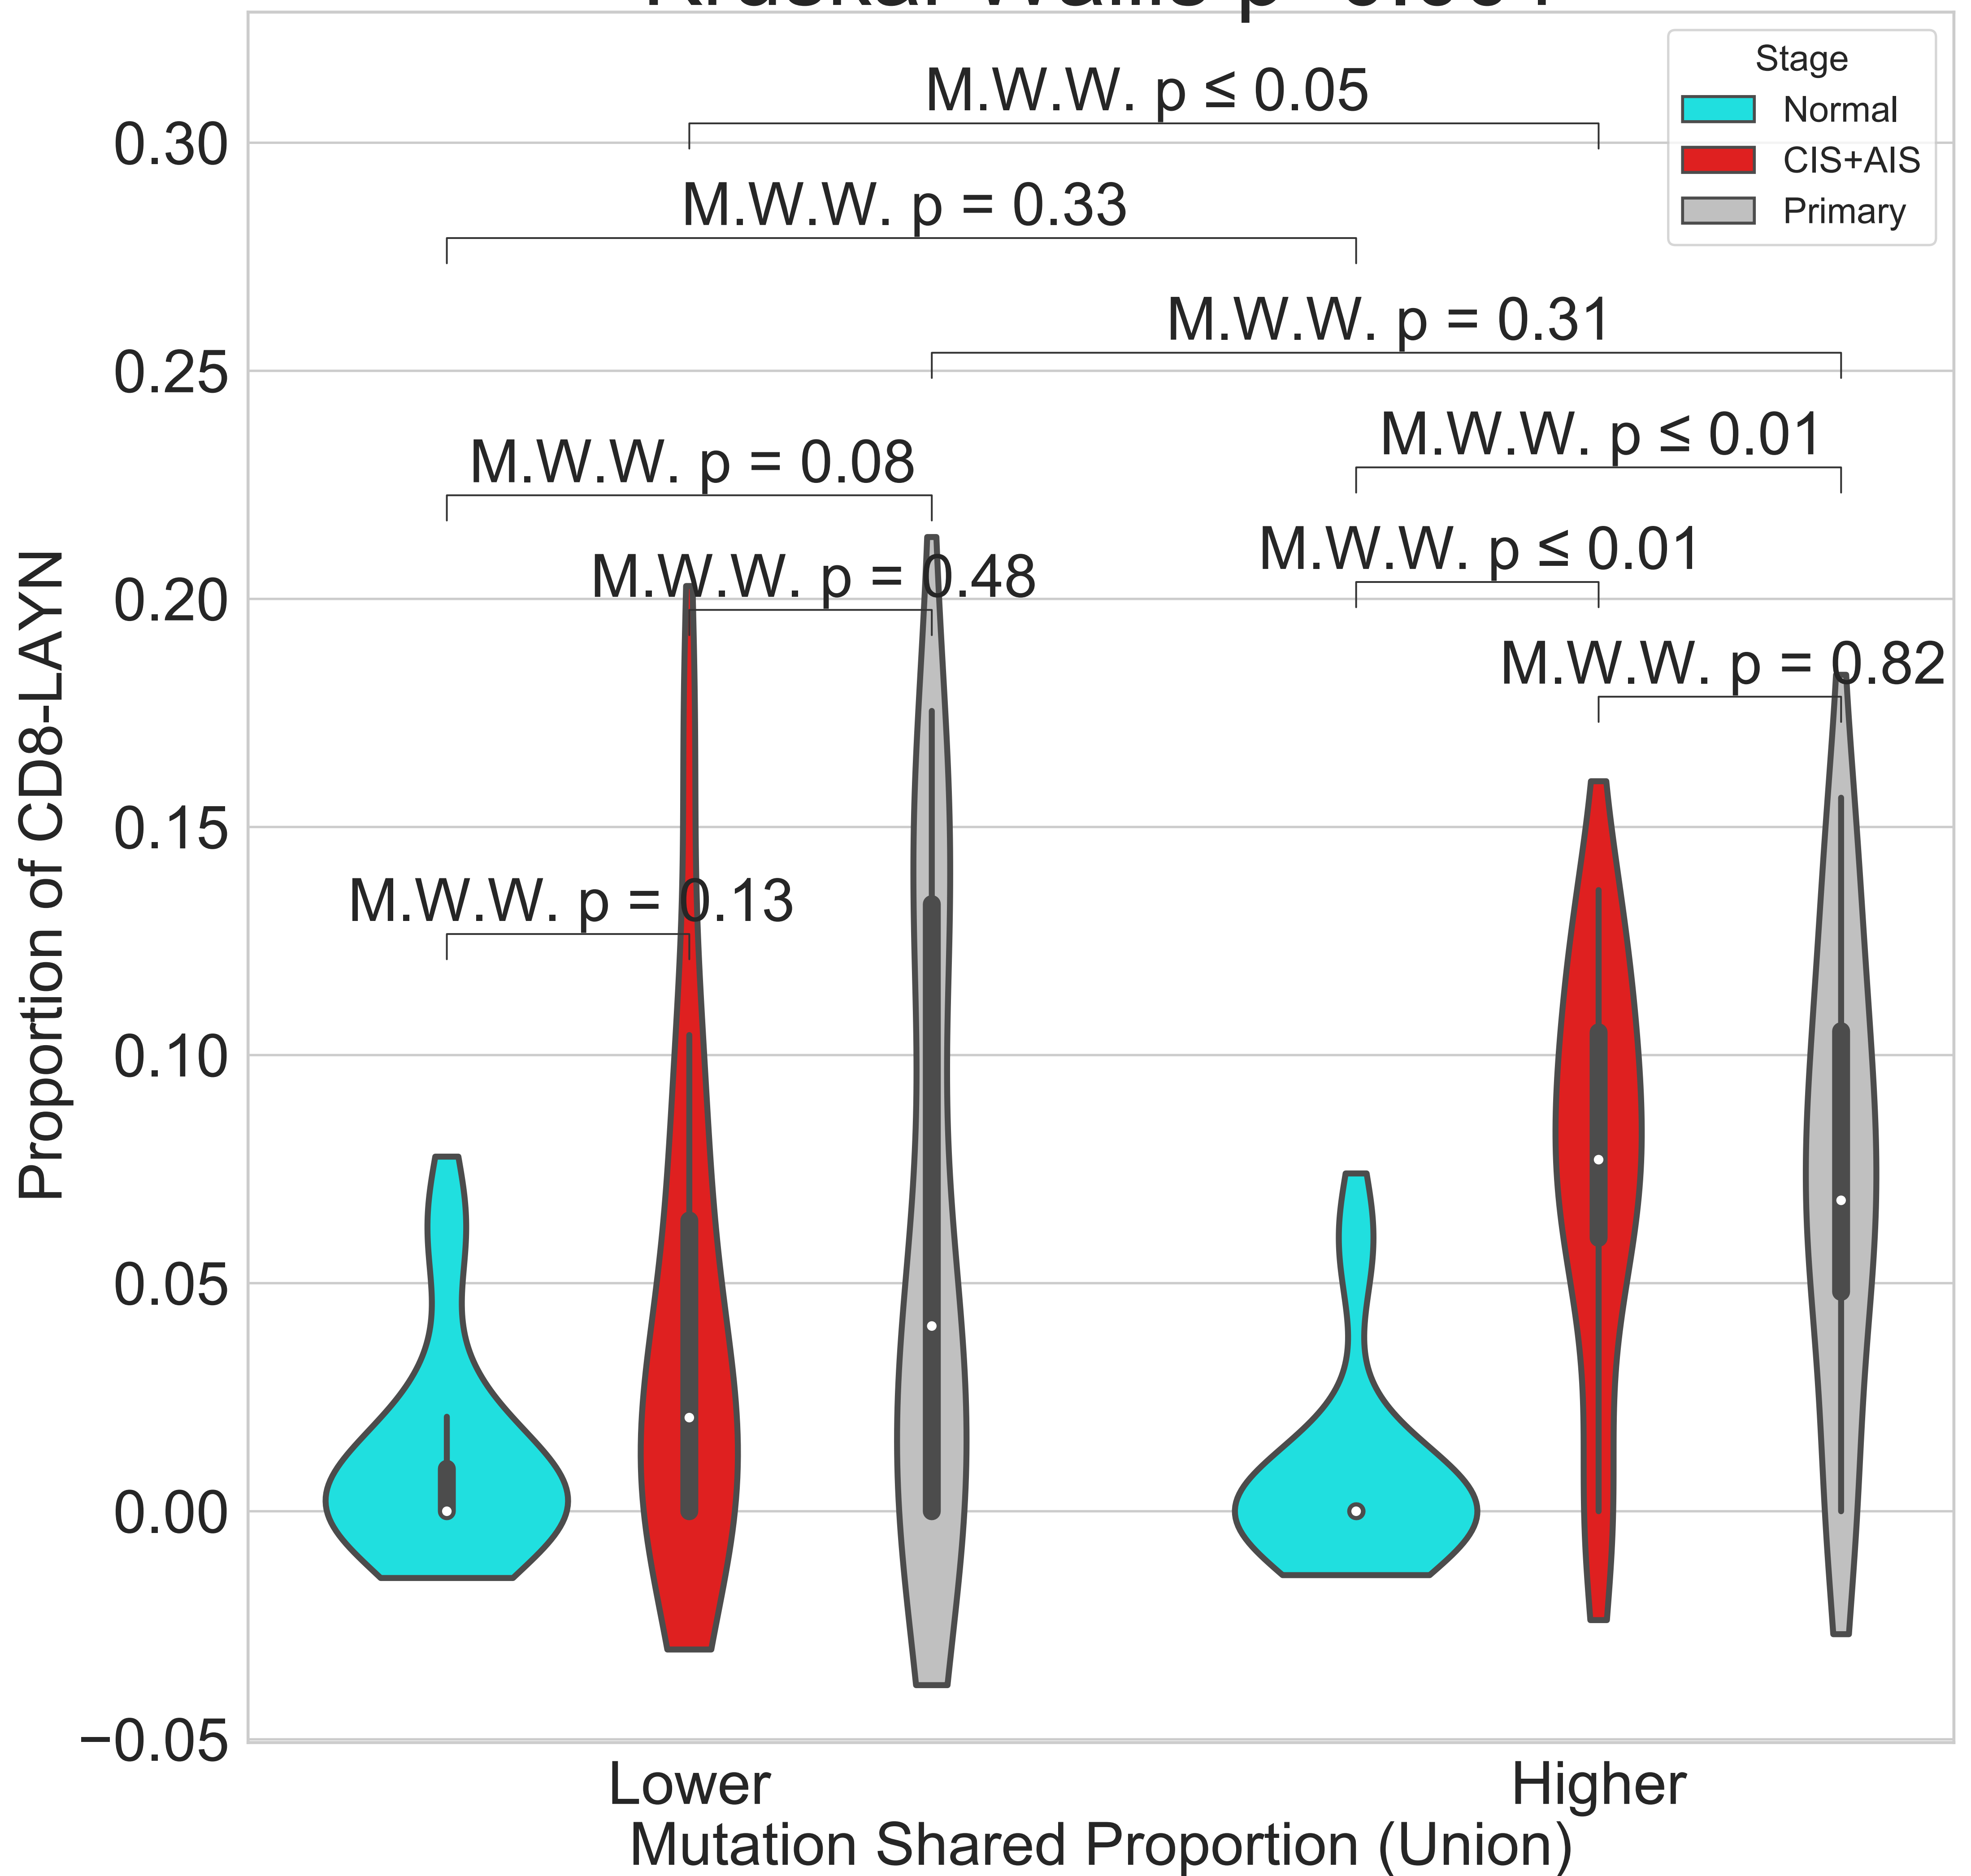 Stage
Normal
CIS+AIS
Primary
M.W.W. p ≤ 0.05
M.W.W. p = 0.33
M.W.W. p = 0.31
M.W.W. p ≤ 0.01
M.W.W. p = 0.08
M.W.W. p ≤ 0.01
M.W.W. p = 0.48
M.W.W. p = 0.82
M.W.W. p = 0.13
0.30
0.25
0.20
0.15
0.10
0.05
0.00
−0.05
Proportion of CD8-LAYN
Lower
Higher
Mutation Shared Proportion (Union)